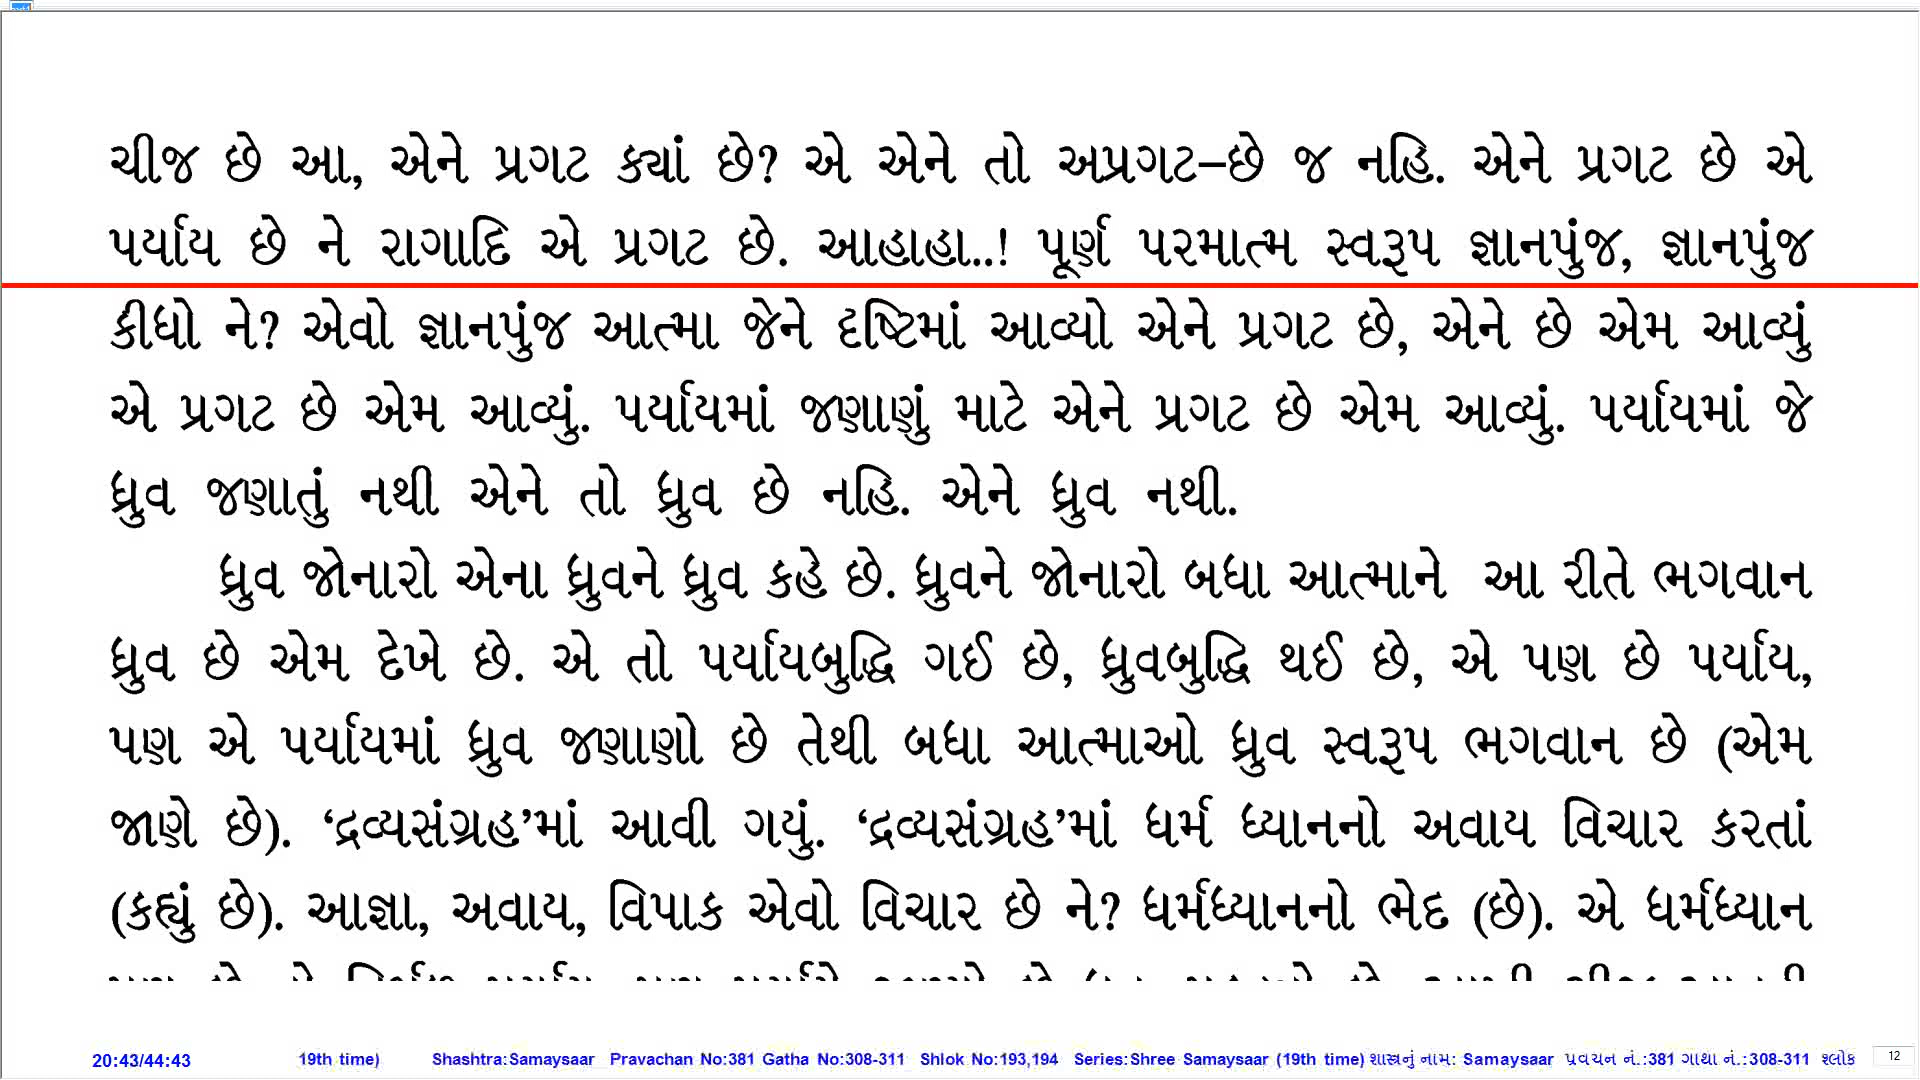 ચીજ છે આ, એને પ્રગટ ક્યાં છે? એ એને તો અપ્રગટ–છે જ નહિ. એને પ્રગટ છે એ
પર્યાય છે ને રાગાદિ એ પ્રગટ છે. આહાહા..! પૂર્ણ પરમાત્મ સ્વરૂપ જ્ઞાનપુંજ, જ્ઞાનપુંજ
કીધો ને? એવો જ્ઞાનપુંજ આત્મા જેને દૃષ્ટિમાં આવ્યો એને પ્રગટ છે, એને છે એમ આવ્યું
એ પ્રગટ છે એમ આવ્યું. પર્યાયમાં જણાણું માટે એને પ્રગટ છે એમ આવ્યું. પર્યાયમાં જે
ધ્રુવ જણાતું નથી એને તો ધ્રુવ છે નહિ. એને ધ્રુવ નથી.
ધ્રુવ જોનારો એના ધ્રુવને ધ્રુવ કહે છે. ધ્રુવને જોનારો બધા આત્માને આ રીતે ભગવાન
ધ્રુવ છે એમ દેખે છે. એ તો પર્યાયબુદ્ધિ ગઈ છે, ધ્રુવબુદ્ધિ થઈ છે, એ પણ છે પર્યાય,
પણ એ પર્યાયમાં ધ્રુવ જણાણો છે તેથી બધા આત્માઓ ધ્રુવ સ્વરૂપ ભગવાન છે (એમ
જાણે છે). ‘દ્રવ્યસંગ્રહ’માં આવી ગયું. ‘દ્રવ્યસંગ્રહ’માં ધર્મ ધ્યાનનો અવાય વિચાર કરતાં
(કહ્યું છે). આજ્ઞા, અવાય, વિપાક એવો વિચાર છે ને? ધર્મધ્યાનનો ભેદ (છે). એ ધર્મધ્યાન
20:43/44:43 19th time) Shashtra:Samaysaar Pravachan No:381 Gatha No:308-311 Shlok No:193,194 Series:Shree Samaysaar (19th time) શાસ્ત્રનું નામ: Samaysaar પ્રવચન નં.:381 ગાથા નં.:308-311 શ્લોક 12